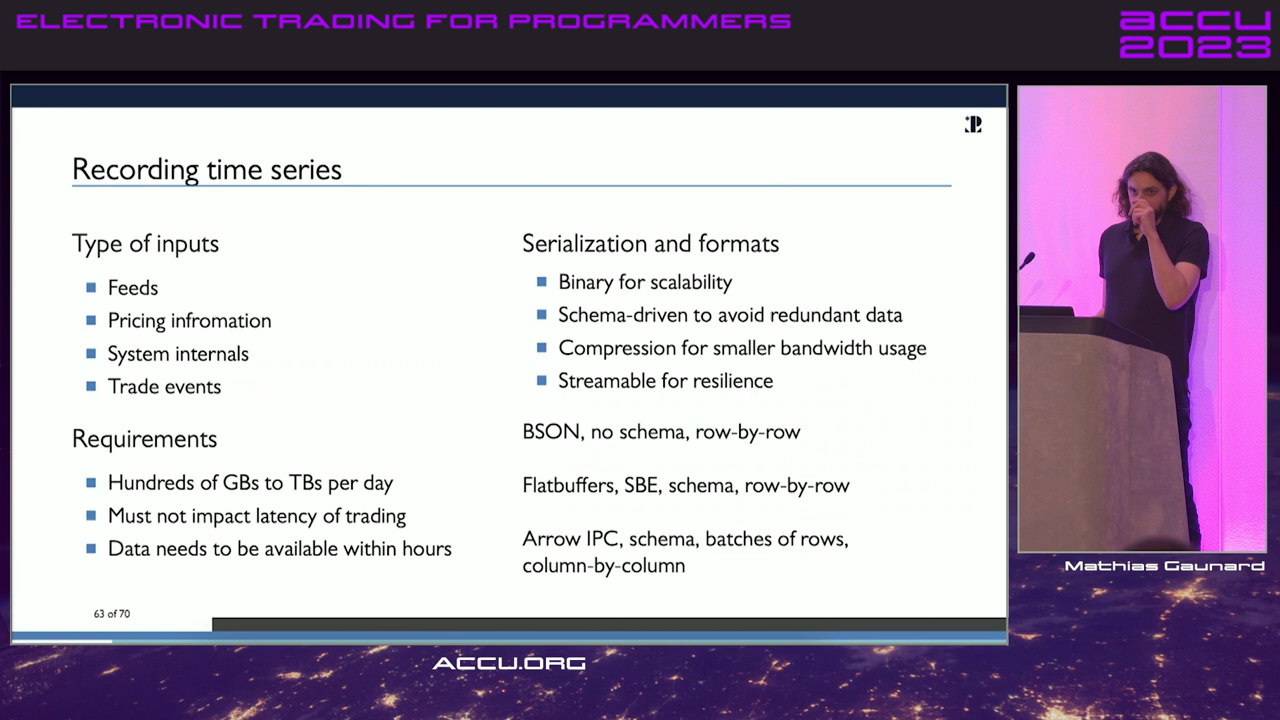 ELECTRONIC TRADING FOR PROGRAMMERS
accu
2023
Recording time series
Type of inputs
Feeds
Pricing infromation
System internals
Trade events
Requirements
Hundreds of GBs to TBs per day
Must not impact latency of trading
Data needs to be available within hours
Serialization and formats
Binary for scalability
Schema-driven to avoid redundant data
Compression for smaller bandwidth usage
Streamable for resilience
BSON, no schema, row-by-row
Flatbuffers, SBE, schema, row-by-row
Arrow IPC, schema, batches of rows,
column-by-column
63 of 70
Mathias Gaunard
ACCU.ORG